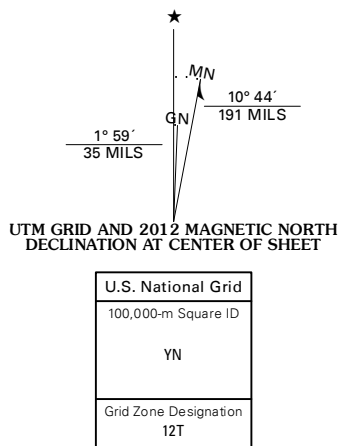 ★
MN
10° 44´
191 MILS
GN
1° 59´
35 MILS
UTM GRID AND 2012 MAGNETIC NORTH
DECLINATION AT CENTER OF SHEET
U.S. National Grid
100,000-m Square ID
YN
Grid Zone Designation
12T